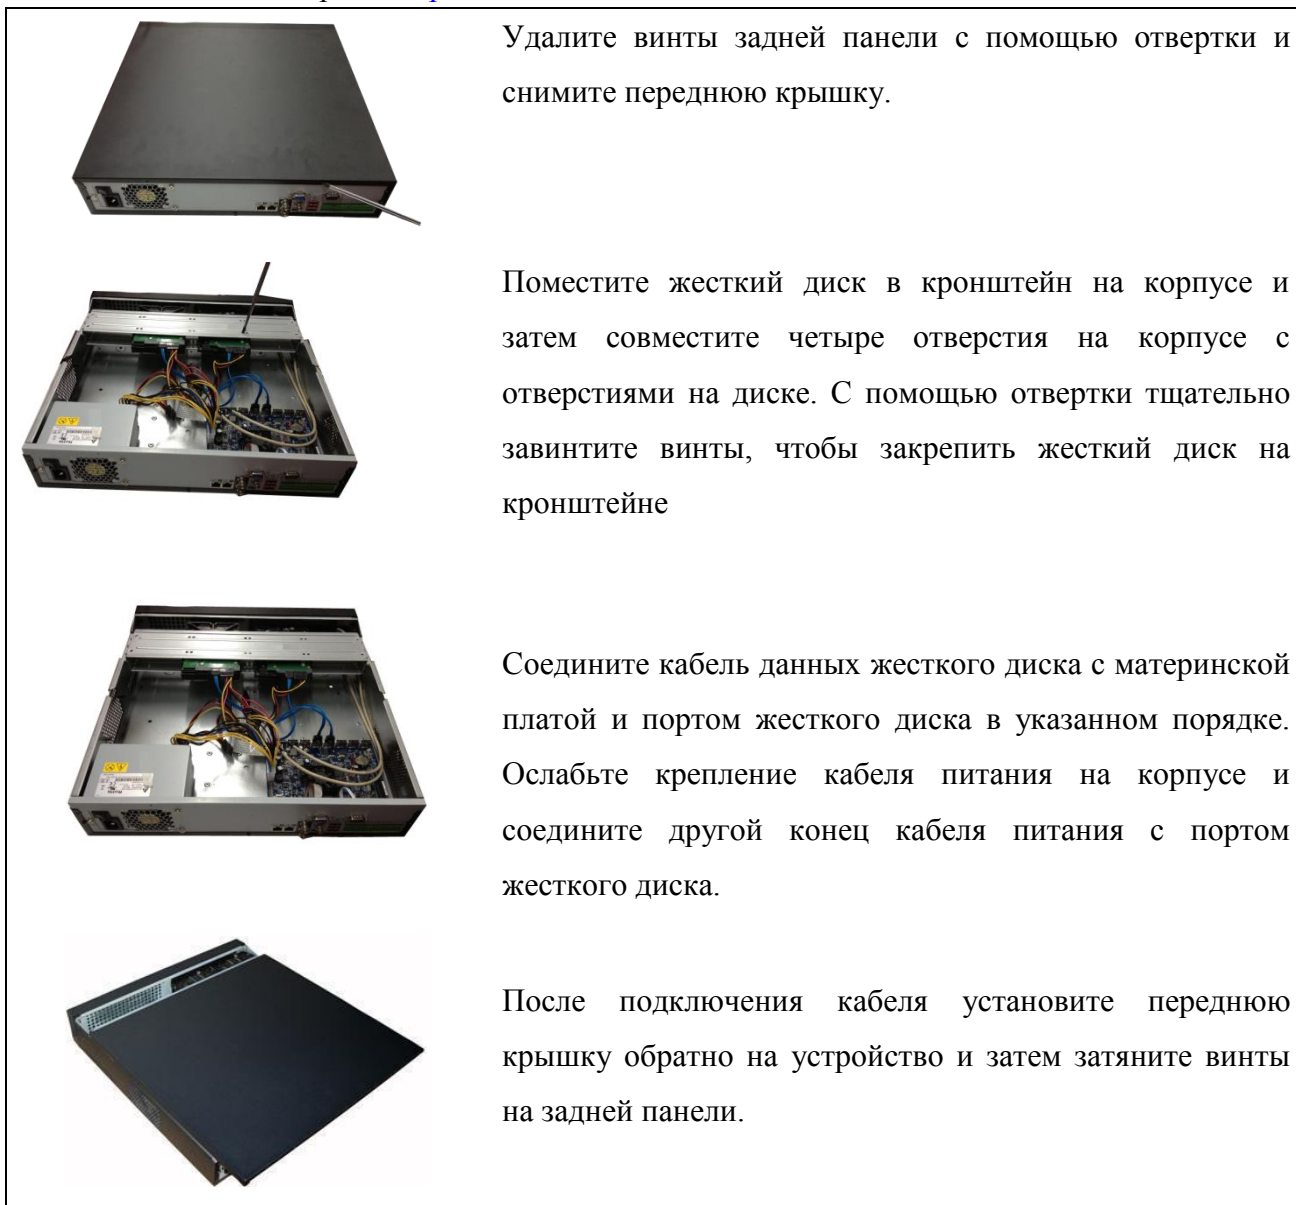 Удалите винты задней панели с помощью отвертки и
снимите переднюю крышку.
Поместите жесткий диск в кронштейн на корпусе и
затем совместите четыре отверстия на корпусе с
отверстиями на диске. С помощью отвертки тщательно
завинтите винты, чтобы закрепить жесткий диск на
кронштейне
Соедините кабель данных жесткого диска с материнской
платой и портом жесткого диска в указанном порядке.
Ослабьте крепление кабеля питания на корпусе и
соедините другой конец кабеля питания с портом
жесткого диска.
После подключения кабеля установите переднюю
крышку обратно на устройство и затем затяните винты
на задней панели.